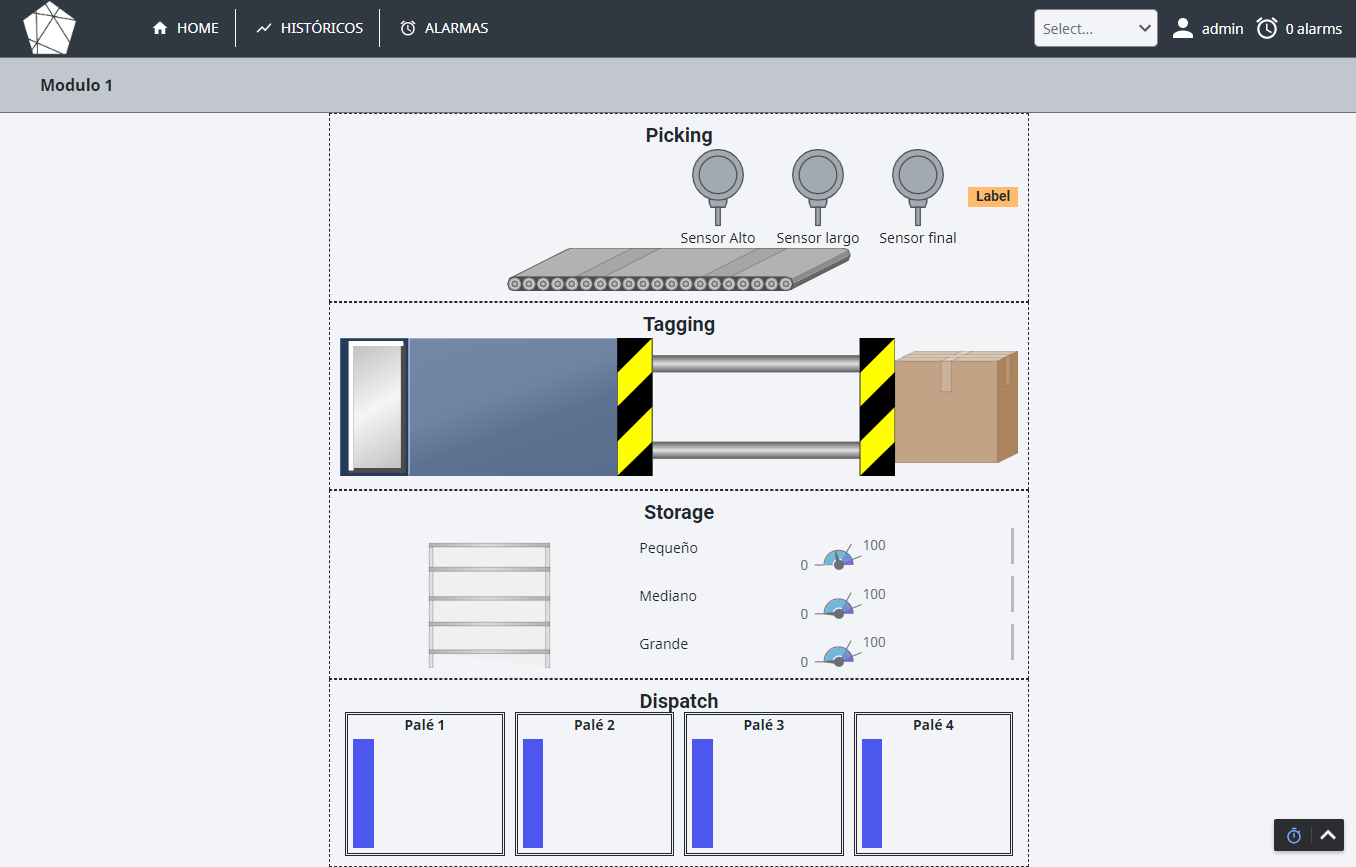 HOME
HISTÓRICOS
ALARMAS
Select...
admin
0 alarms
Modulo 1
Picking
Label
Sensor Alto
Sensor largo
Sensor final
Tagging
Storage
Pequeño
0
100
Mediano
0
100
Grande
0
100
Dispatch
Palé 1
Palé 2
Palé 3
Palé 4